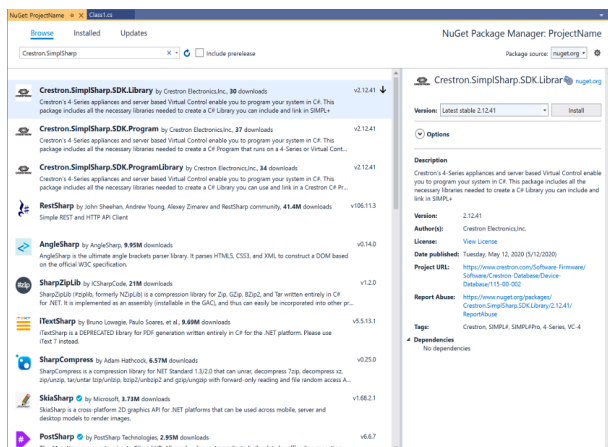 NuGet: ProjectName
Class1.cs
Browse
Installed
Updates
NuGet Package Manager: ProjectName
Crestron.SimplSharp
Include prerelease
Package source: nuget.org
Crestron.SimplSharp.SDK.Library by Crestron Electronics,Inc., 30 downloads
v2.12.41
Crestron's 4-Series appliances and server based Virtual Control enable you to program your system in C#. This
package includes all the necessary libraries needed to create a C# Library you can include and link in SIMPL+
Crestron.SimplSharp.SDK.Program by Crestron Electronics,Inc., 37 downloads
v2.12.41
Crestron's 4-Series appliances and server based Virtual Control enable you to program your system in C#. This
package includes all the necessary libraries needed to create a C# Program that runs on a 4-Series or Virtual Cont...
Crestron.SimplSharp.SDK.ProgramLibrary by Crestron Electronics,Inc., 34 downloads
v2.12.41
Crestron's 4-Series appliances and server based Virtual Control enable you to program your system in C#. This
package includes all the necessary libraries needed to create a C# Library you can use and link in a Crestron C# Pr...
RestSharp by John Sheehan, Andrew Young, Alexey Zimarev and RestSharp community, 41.4M downloads
v106.11.3
Simple REST and HTTP API Client
AngleSharp by AngleSharp, 9.95M downloads
v0.14.0
AngleSharp is the ultimate angle brackets parser library. It parses HTML5, CSS3, and XML to construct a DOM based
on the official W3C specification.
#zip
SharpZipLib by ICSharpCode, 21M downloads
v1.2.0
SharpZipLib (#ziplib, formerly NZipLib) is a compression library for Zip, GZip, BZip2, and Tar written entirely in C#
for .NET. It is implemented as an assembly (installable in the GAC), and thus can easily be incorporated into other pr...
iTextSharp by Bruno Lowagie, Paulo Soares, et al., 9.69M downloads
v5.5.13.1
iTextSharp is a DEPRECATED library for PDF generation written entirely in C# for the .NET platform. Please use
iText 7 instead.
SharpCompress by Adam Hathcock, 6.57M downloads
v0.25.0
SharpCompress is a compression library for NET Standard 1.3/2.0 that can unrar, decompress 7zip, decompress xz,
zip/unzip, tar/untar lzip/unlzip, bzip2/unbzip2 and gzip/ungzip with forward-only reading and file random access A...
SkiaSharp by Microsoft, 3.73M downloads
v1.68.2.1
SkiaSharp is a cross-platform 2D graphics API for .NET platforms that can be used across mobile, server and
desktop models to render images.
PostSharp by PostSharp Technologies, 2.95M downloads
v6.6.7
Crestron.SimplSharp.SDK.Librar
nuget.org
Version:
Latest stable 2.12.41
Install
Options
Description
Crestron's 4-Series appliances and server based Virtual Control enable
you to program your system in C#. This package includes all the
necessary libraries needed to create a C# Library you can include and
link in SIMPL+
Version: 2.12.41
Author(s): Crestron Electronics,Inc.
License: View License
Date published: Tuesday, May 12, 2020 (5/12/2020)
Project URL: https://www.crestron.com/Software-Firmware/
Software/Crestron-Database/Device-
Database/115-00-002
Report Abuse: https://www.nuget.org/packages/
Crestron.SimplSharp.SDK.Library/2.12.41/
ReportAbuse
Tags: Crestron, SIMPL#, SIMPL#Pro, 4-Series, VC-4
Dependencies
No dependencies